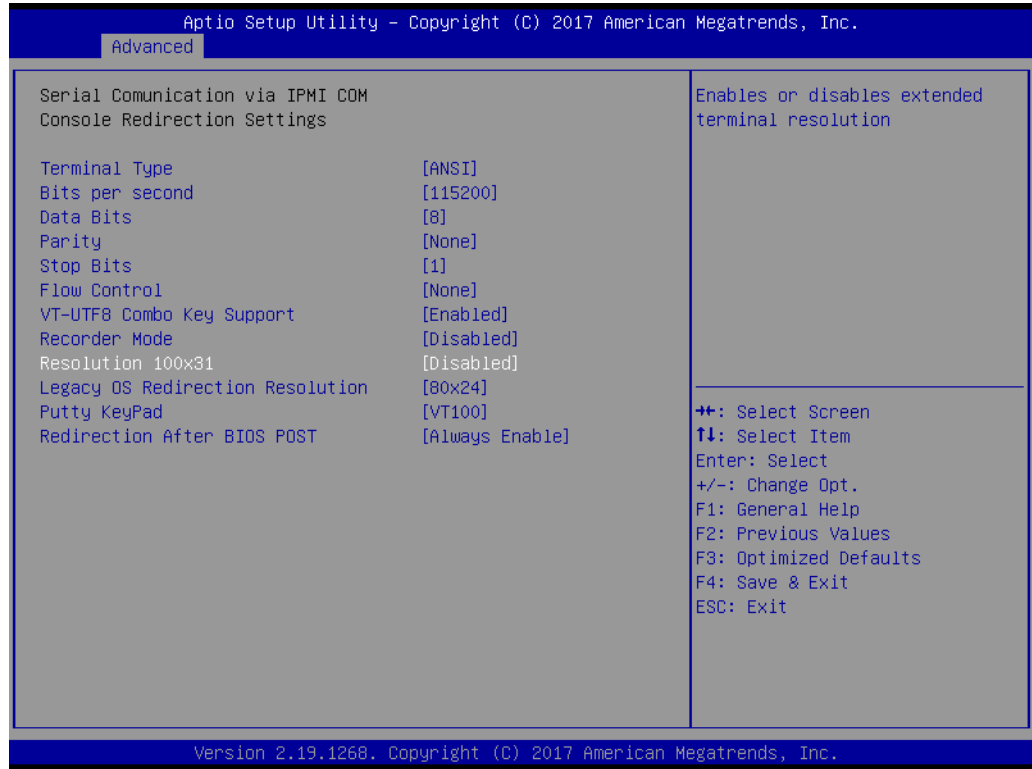 Aptio Setup Utility – Copyright (C) 2017 American Megatrends, Inc.
Advanced
Serial Comunication via IPMI COM
Console Redirection Settings
Terminal Type [ANSI]
Bits per second [115200]
Data Bits [8]
Parity [None]
Stop Bits [1]
Flow Control [None]
VT-UTF8 Combo Key Support [Enabled]
Recorder Mode [Disabled]
Resolution 100x31 [Disabled]
Legacy OS Redirection Resolution [80x24]
Putty KeyPad [VT100]
Redirection After BIOS POST [Always Enable]
Enables or disables extended
terminal resolution
→←: Select Screen
↑↓: Select Item
Enter: Select
+/-: Change Opt.
F1: General Help
F2: Previous Values
F3: Optimized Defaults
F4: Save & Exit
ESC: Exit
Version 2.19.1268. Copyright (C) 2017 American Megatrends, Inc.